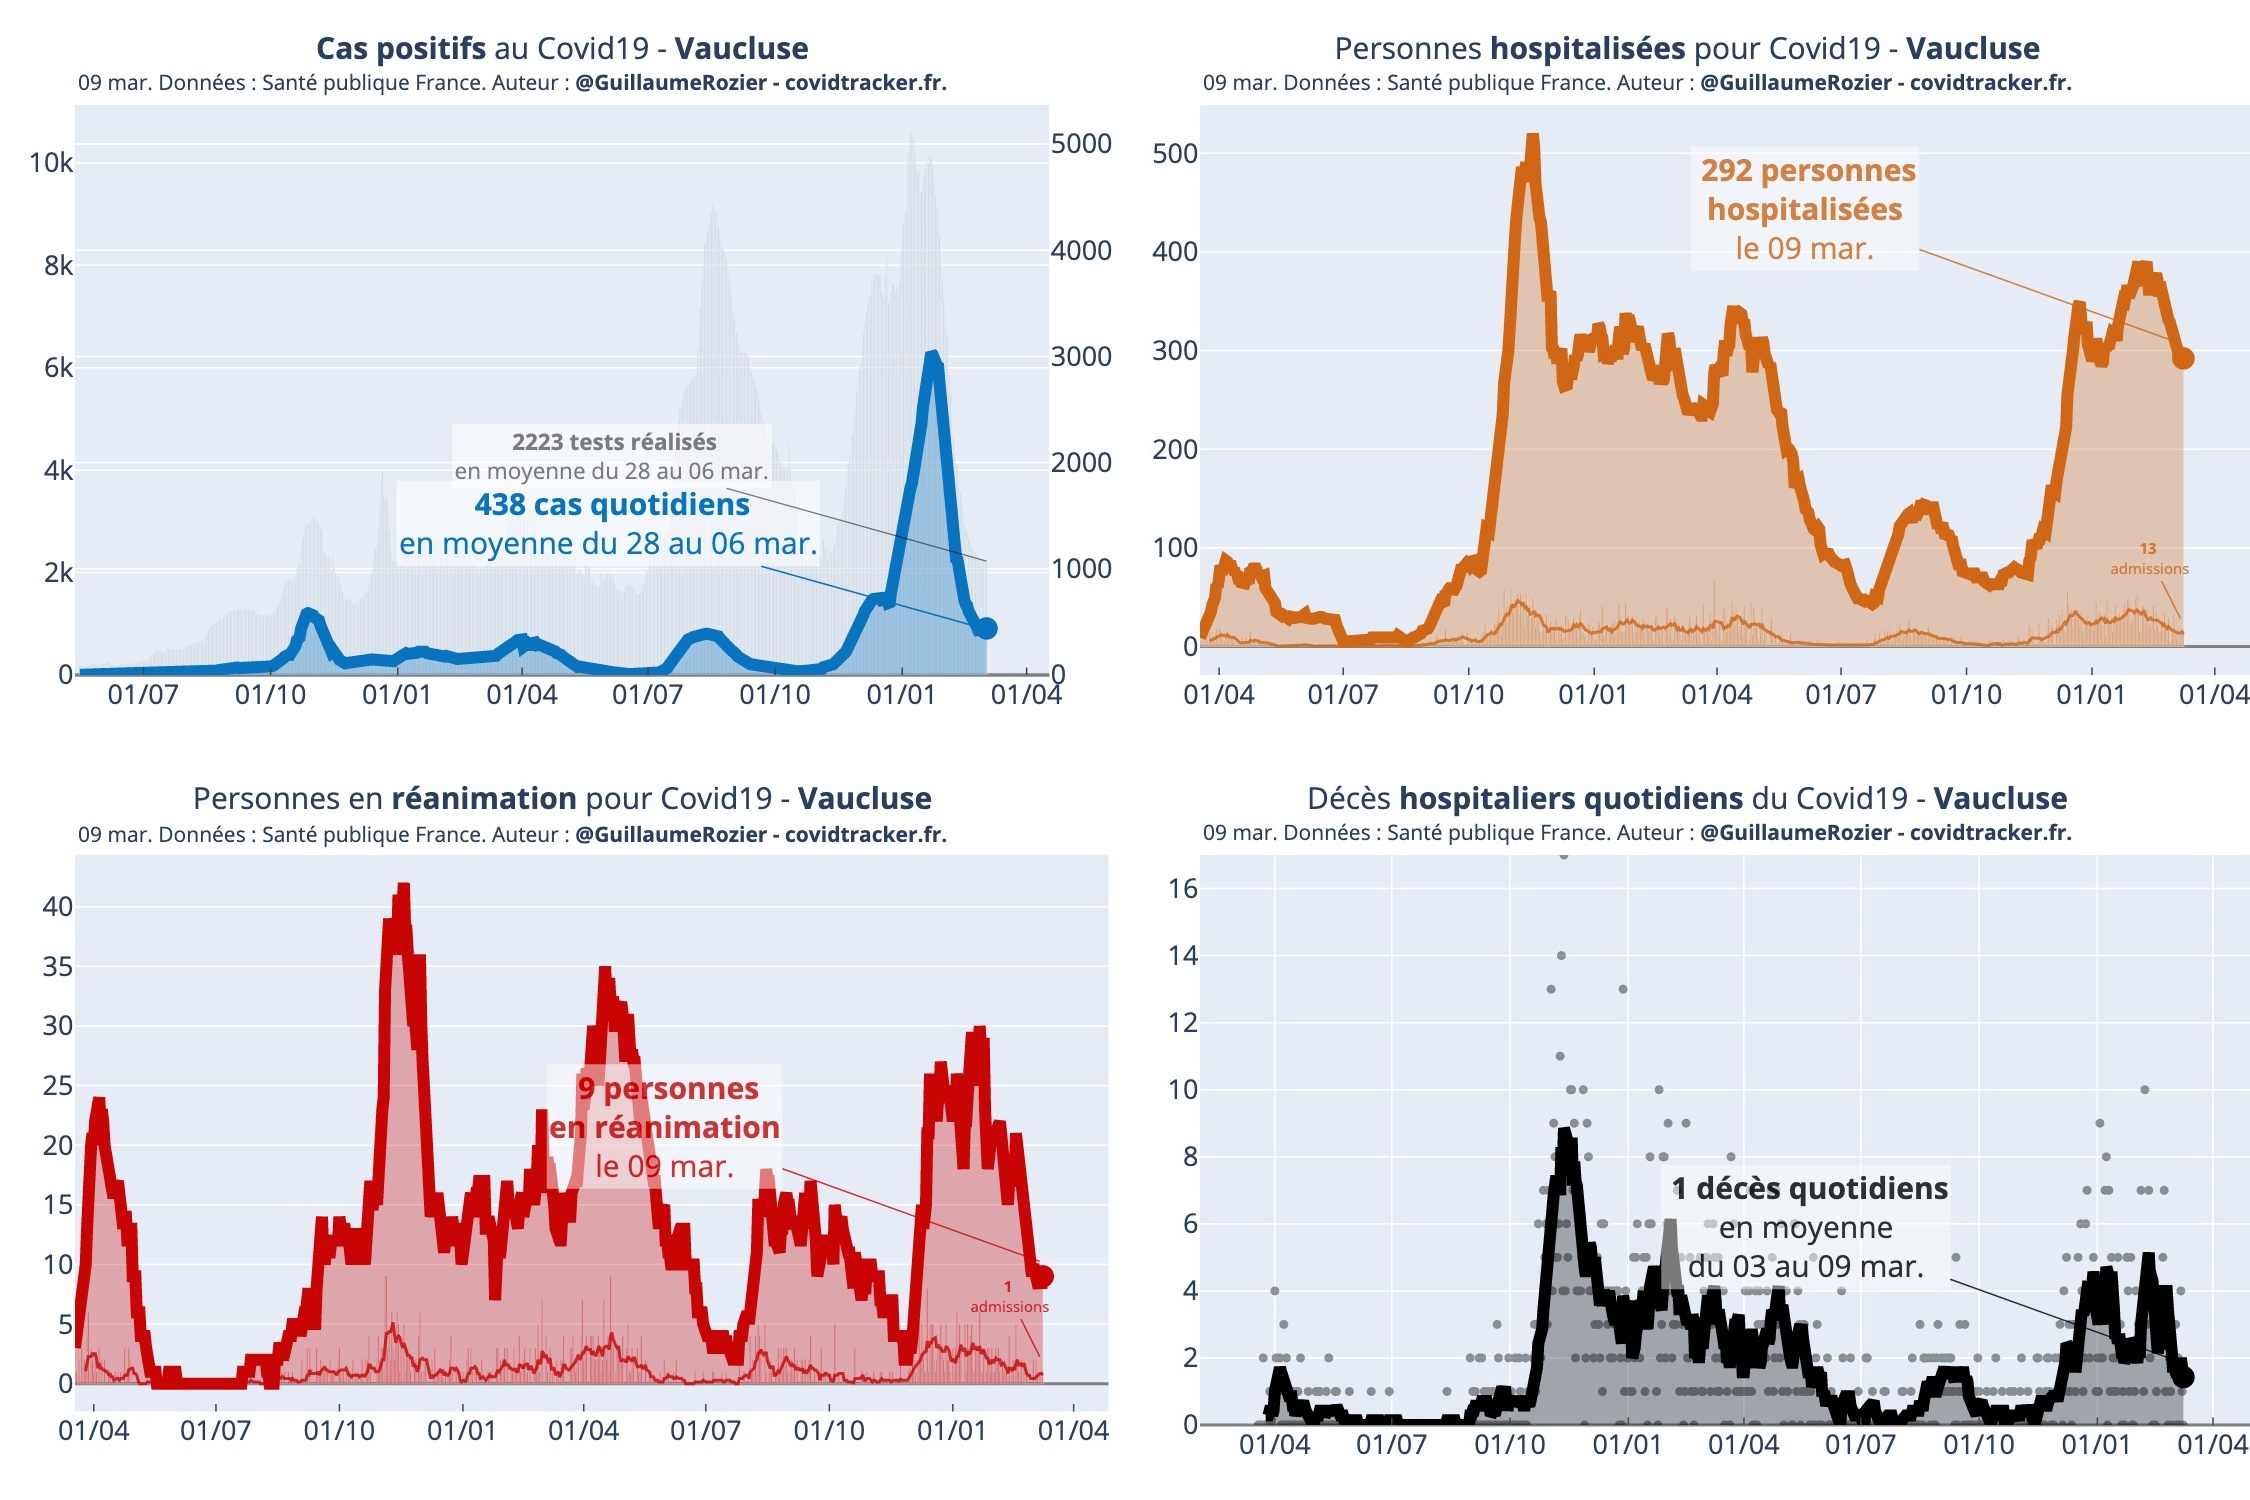 Cas positifs au Covid19 - Vaucluse
09 mar. Données : Santé publique France. Auteur : @GuillaumeRozier - covidtracker.fr.
10k
8k
6k
4k
2k
0
5000
4000
3000
2000
1000
0
2223 tests réalisés
en moyenne du 28 au 06 mar.
438 cas quotidiens
en moyenne du 28 au 06 mar.
01/07 01/10 01/01 01/04 01/07 01/10 01/01 01/04
Personnes hospitalisées pour Covid19 - Vaucluse
09 mar. Données : Santé publique France. Auteur : @GuillaumeRozier - covidtracker.fr.
500
400
300
200
100
0
292 personnes
hospitalisées
le 09 mar.
13
admissions
01/04 01/07 01/10 01/01 01/04 01/07 01/10 01/01 01/04
Personnes en réanimation pour Covid19 - Vaucluse
09 mar. Données : Santé publique France. Auteur : @GuillaumeRozier - covidtracker.fr.
40
35
30
25
20
15
10
5
0
9 personnes
en réanimation
le 09 mar.
1
admissions
01/04 01/07 01/10 01/01 01/04 01/07 01/10 01/01 01/04
Décès hospitaliers quotidiens du Covid19 - Vaucluse
09 mar. Données : Santé publique France. Auteur : @GuillaumeRozier - covidtracker.fr.
16
14
12
10
8
6
4
2
0
1 décès quotidiens
en moyenne
du 03 au 09 mar.
01/04 01/07 01/10 01/01 01/04 01/07 01/10 01/01 01/04